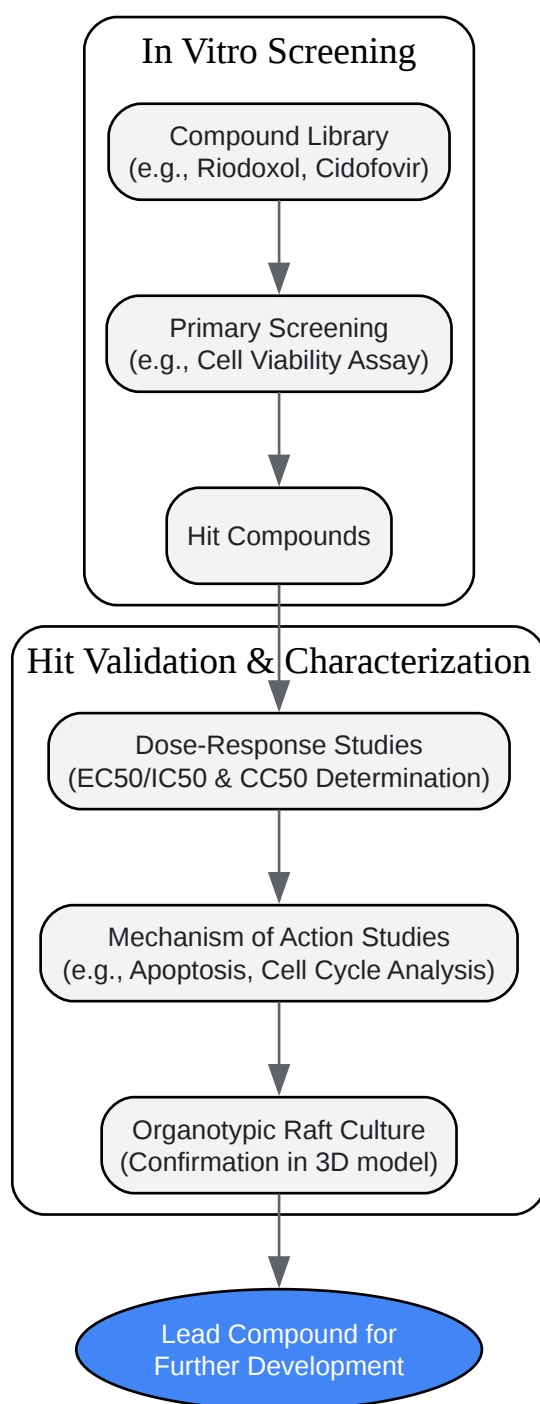 In Vitro Screening
Compound Library
(e.g., Riodoxol, Cidofovir)
Primary Screening
(e.g., Cell Viability Assay)
Hit Compounds
Hit Validation & Characterization
Dose-Response Studies
(EC50/IC50 & CC50 Determination)
Mechanism of Action Studies
(e.g., Apoptosis, Cell Cycle Analysis)
Organotypic Raft Culture
(Confirmation in 3D model)
Lead Compound for
Further Development